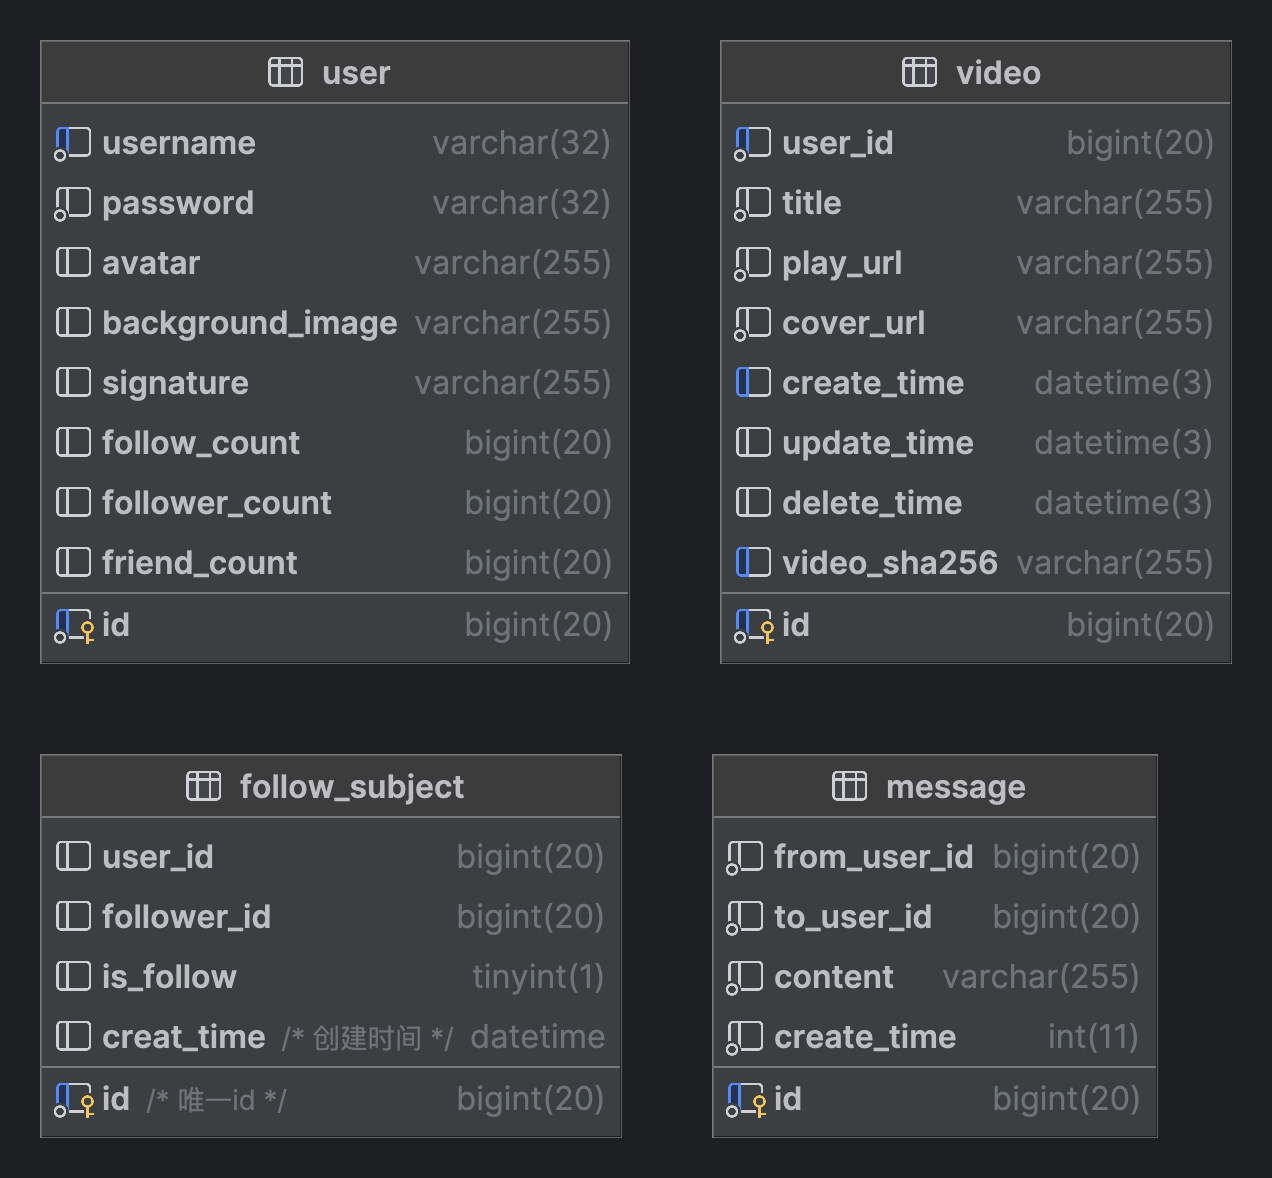 user
username varchar(32)
password varchar(32)
avatar varchar(255)
background_image varchar(255)
signature varchar(255)
follow_count bigint(20)
follower_count bigint(20)
friend_count bigint(20)
id bigint(20)
video
user_id bigint(20)
title varchar(255)
play_url varchar(255)
cover_url varchar(255)
create_time datetime(3)
update_time datetime(3)
delete_time datetime(3)
video_sha256 varchar(255)
id bigint(20)
follow_subject
user_id bigint(20)
follower_id bigint(20)
is_follow tinyint(1)
creat_time /* 创建时间 */ datetime
id /* 唯一id */ bigint(20)
message
from_user_id bigint(20)
to_user_id bigint(20)
content varchar(255)
create_time int(11)
id bigint(20)